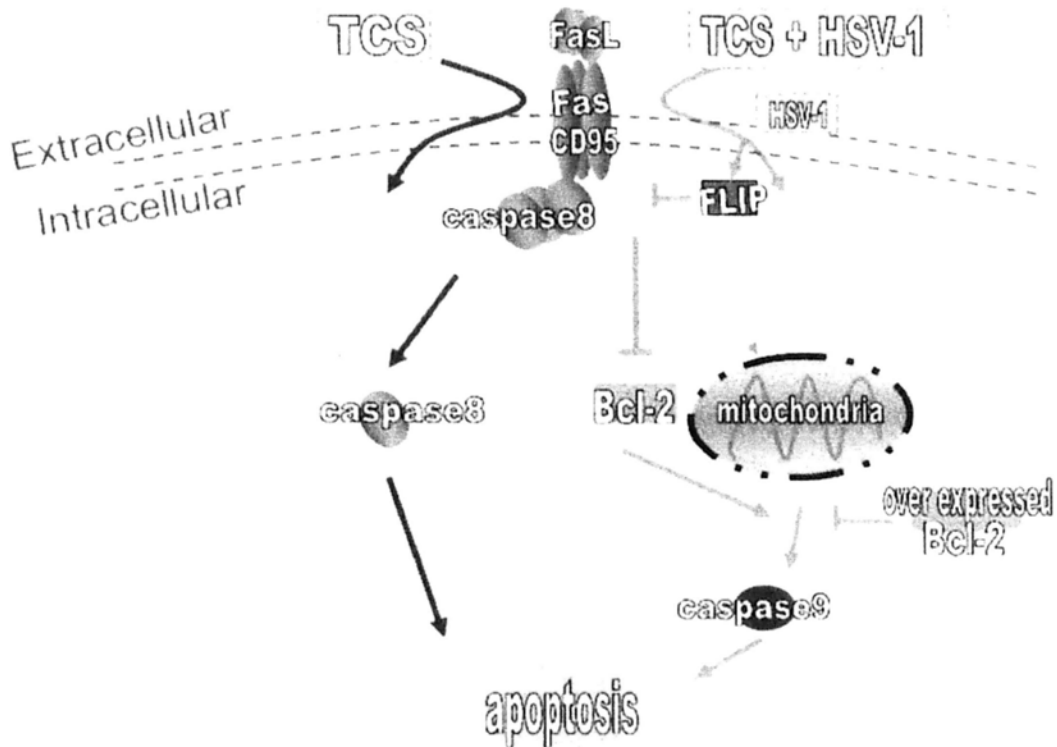 TCS
FasL
TCS + HSV-1
Fas
CD95
HSV-1
Extracellular
Intracellular
FLIP
caspase8
caspase8
Bcl-2
mitochondria
over expressed
Bcl-2
caspase9
apoptosis